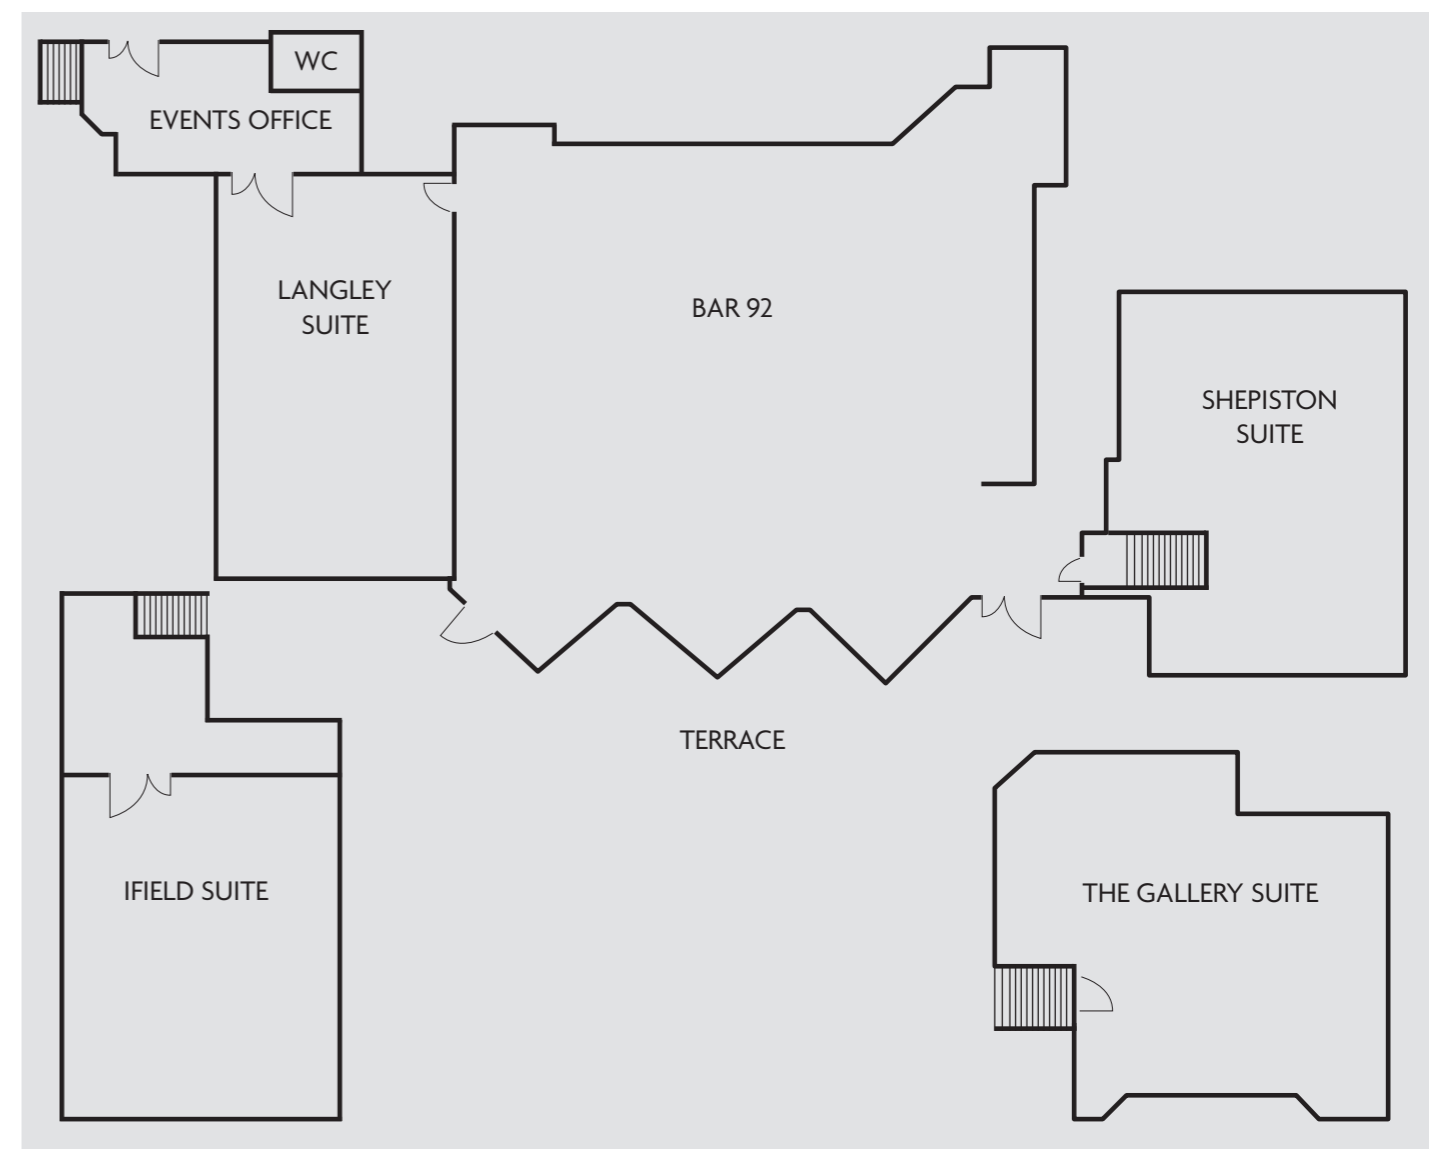 WC
EVENTS OFFICE
LANGLEY
SUITE
BAR 92
SHEPISTON
SUITE
TERRACE
IFIELD SUITE
THE GALLERY SUITE